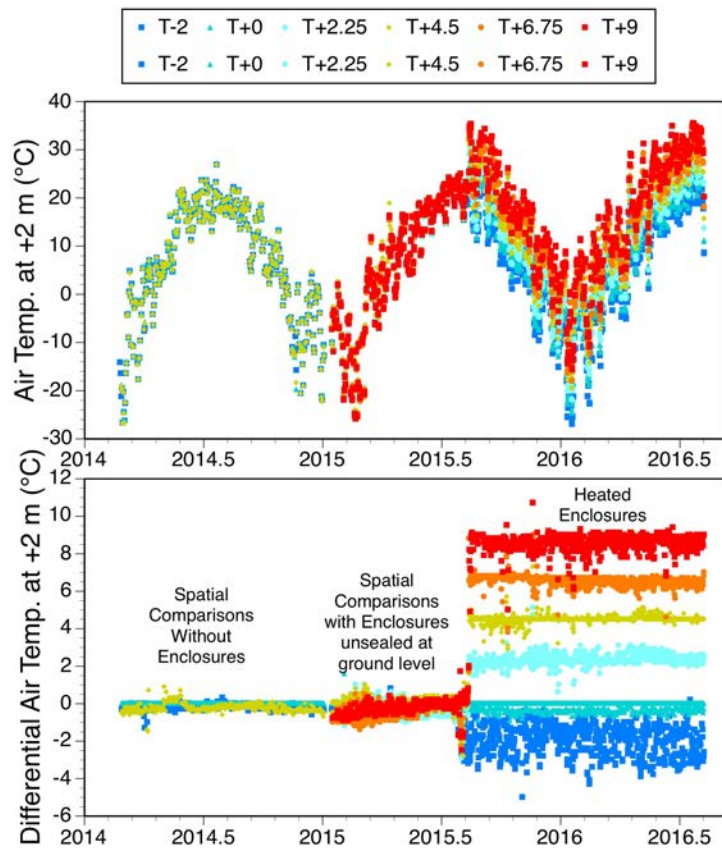 T-2 T+0 T+2.25 T+4.5 T+6.75 T+9
T-2 T+0 T+2.25 T+4.5 T+6.75 T+9
Air Temp. at +2 m (°C)
40
30
20
10
0
-10
-20
-30
2014 2014.5 2015 2015.5 2016 2016.5
Differential Air Temp. at +2 m (°C)
12
10
8
6
4
2
0
-2
-4
-6
Spatial
Comparisons
Without
Enclosures
Spatial
Comparisons
with Enclosures
unsealed at
ground level
Heated
Enclosures
2014 2014.5 2015 2015.5 2016 2016.5